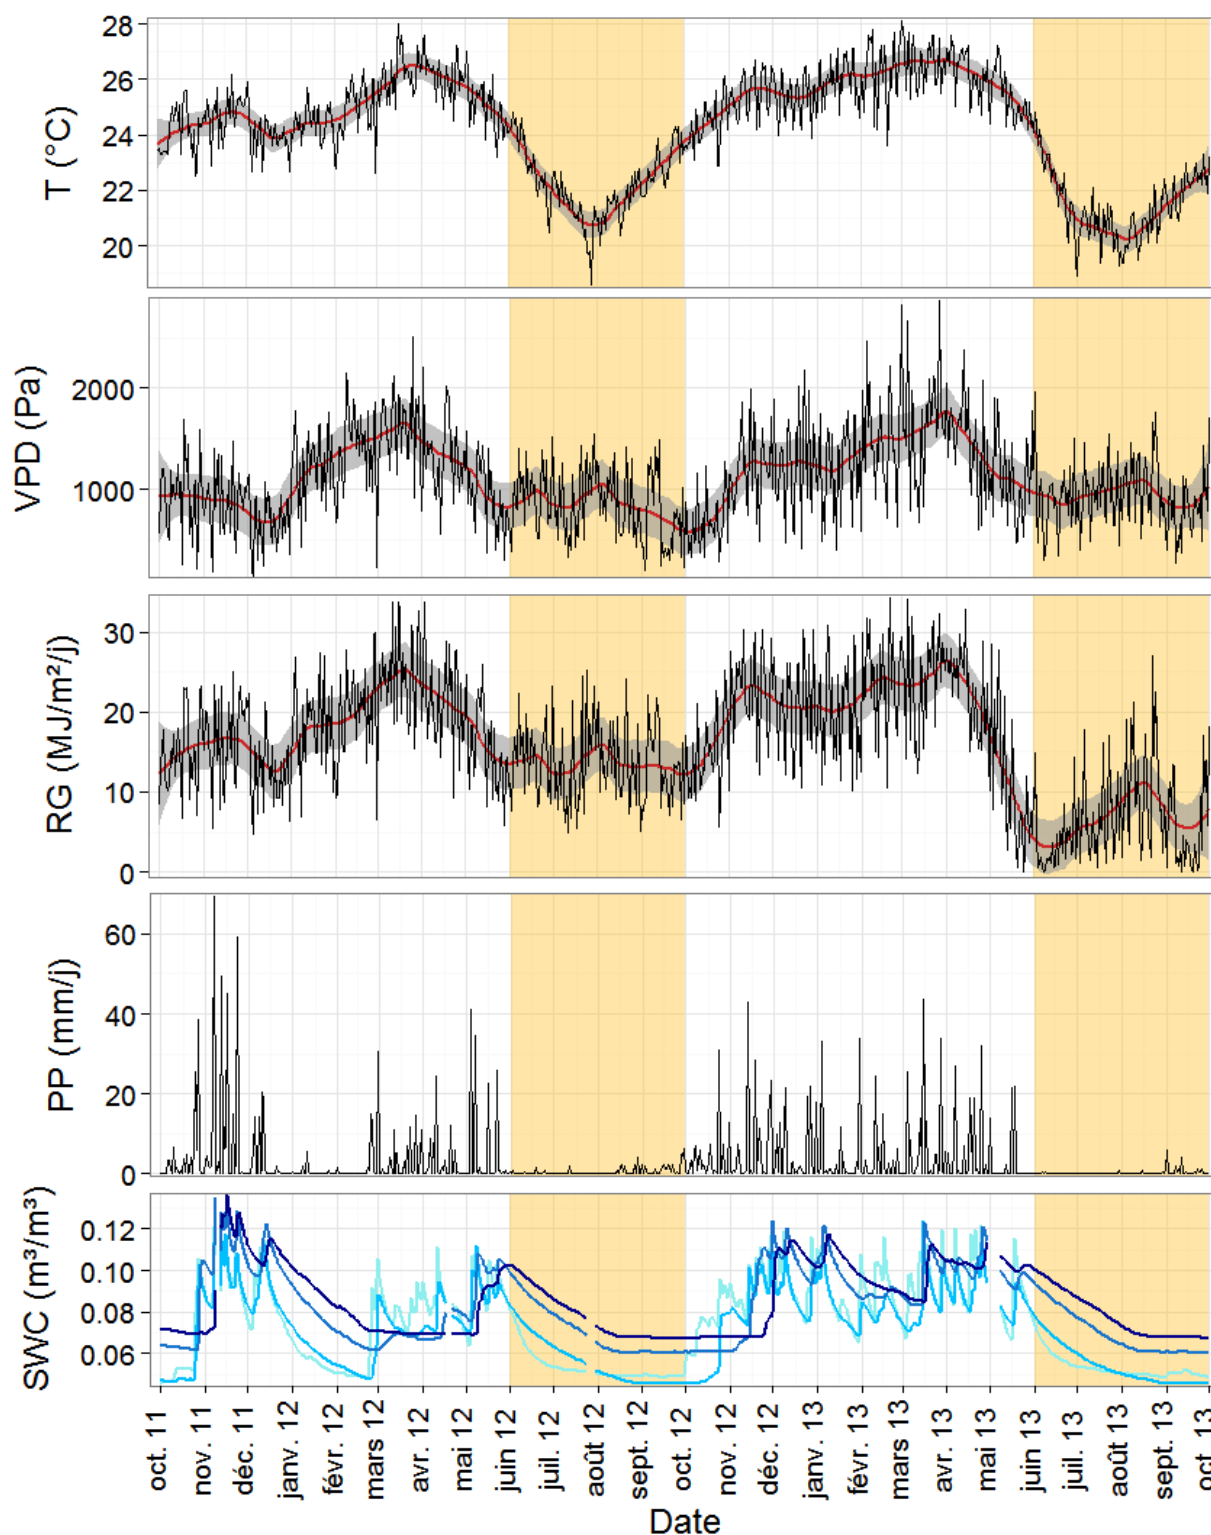 28
26
24
22
20
T (°C)
2000
1000
VPD (Pa)
30
20
10
0
RG (MJ/m²/j)
60
40
20
0
PP (mm/j)
0.12
0.10
0.08
0.06
SWC (m³/m³)
oct. 11
nov. 11
déc. 11
janv. 12
févr. 12
mars 12
avr. 12
mai 12
juin 12
juil. 12
août 12
sept. 12
oct. 12
nov. 12
déc. 12
janv. 13
févr. 13
mars 13
avr. 13
mai 13
juin 13
juil. 13
août 13
sept. 13
oct. 13
Date